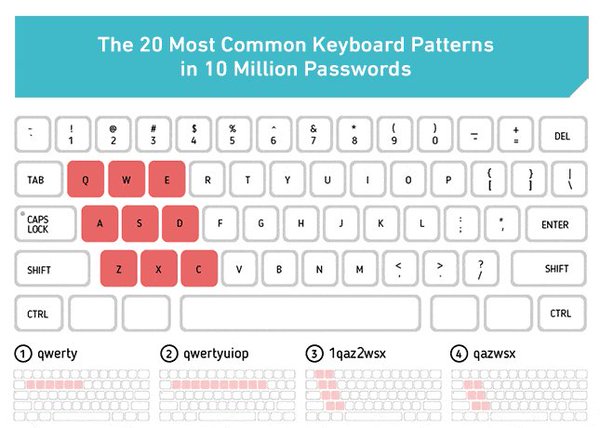 The 20 Most Common Keyboard Patterns
in 10 Million Passwords
~ ! @ # $ % ^ & * ( ) _ +
` 1 2 3 4 5 6 7 8 9 0 - = DEL
TAB Q W E R T Y U I O P { } |
[ ] \
CAPS
LOCK A S D F G H J K L : " ENTER
; '
SHIFT Z X C V B N M < > ? SHIFT
, . /
CTRL CTRL
1 qwerty 2 qwertyuiop 3 1qaz2wsx 4 qazwsx